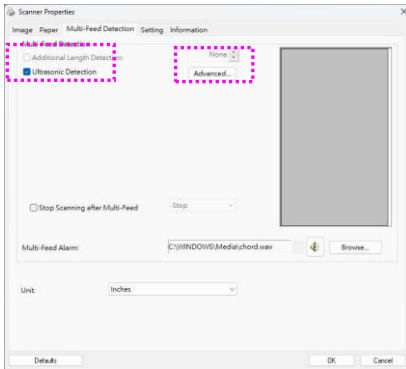 Scanner Properties
Image Paper Multi-Feed Detection Setting Information
Multi-Feed Detection
Additional Length Detection None
Ultrasonic Detection Advanced...
Stop Scanning after Multi-Feed Stop
Multi-Feed Alarm: C:\WINDOWS\Media\chord.wav Browse...
Unit: Inches
Defaults OK Cancel